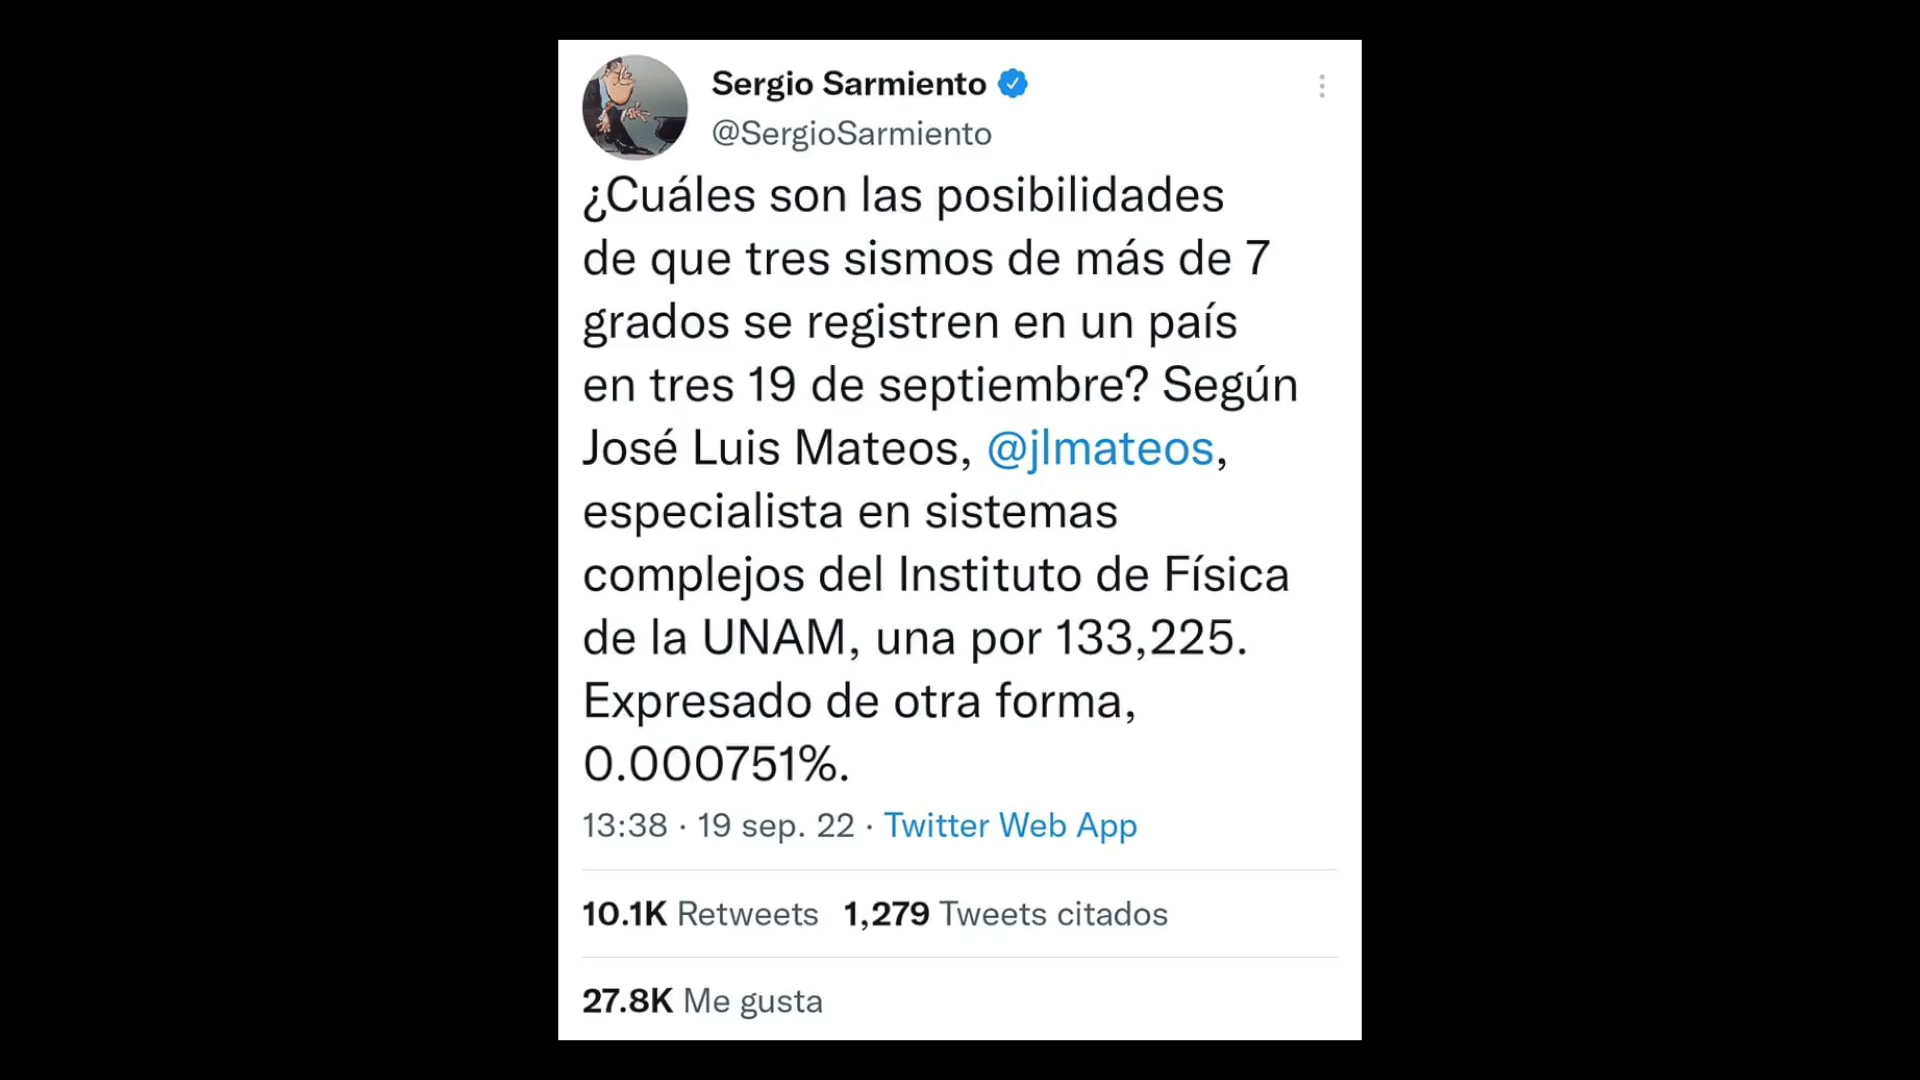 Sergio Sarmiento
@SergioSarmiento
¿Cuáles son las posibilidades
de que tres sismos de más de 7
grados se registren en un país
en tres 19 de septiembre? Según
José Luis Mateos, @jlmateos,
especialista en sistemas
complejos del Instituto de Física
de la UNAM, una por 133,225.
Expresado de otra forma,
0.000751%.
13:38 · 19 sep. 22 · Twitter Web App
10.1K Retweets 1,279 Tweets citados
27.8K Me gusta